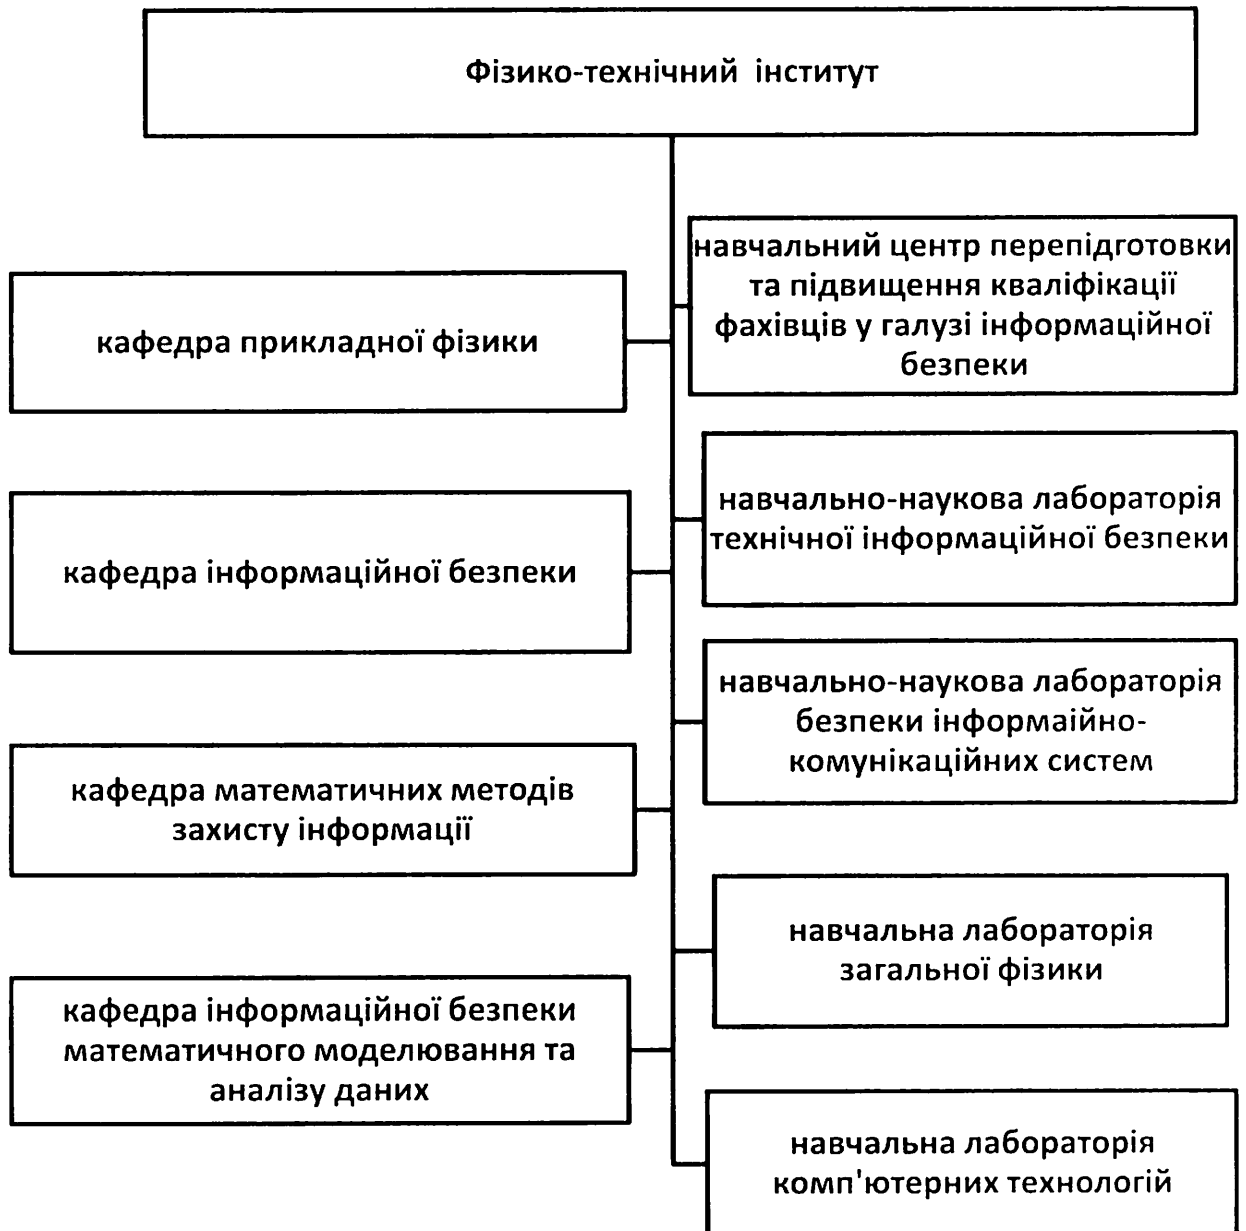 Фізико-технічний інститут
навчальний центр перепідготовки
та підвищення кваліфікації
фахівців у галузі інформаційної
безпеки
кафедра прикладної фізики
навчально-наукова лабораторія
технічної інформаційної безпеки
кафедра інформаційної безпеки
навчально-наукова лабораторія
безпеки інформаійно-
комунікаційних систем
кафедра математичних методів
захисту інформації
навчальна лабораторія
загальної фізики
кафедра інформаційної безпеки
математичного моделювання та
аналізу даних
навчальна лабораторія
комп'ютерних технологій